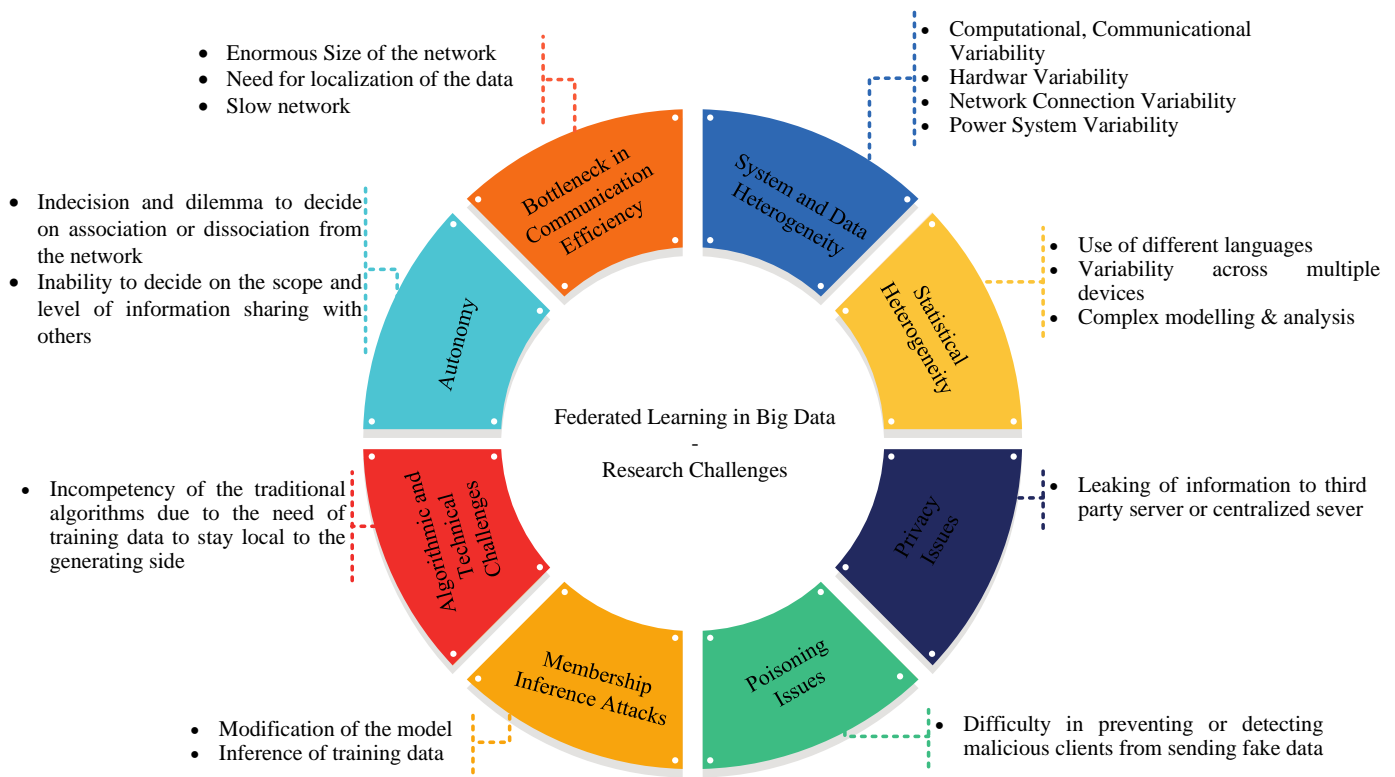 • Enormous Size of the network
• Need for localization of the data
• Slow network
Bottleneck in
Communication
Efficiency
• Computational, Communicational
Variability
• Hardwar Variability
• Network Connection Variability
• Power System Variability
System and Data
Heterogeneity
• Indecision and dilemma to decide
on association or dissociation from
the network
• Inability to decide on the scope and
level of information sharing with
others
Autonomy
• Use of different languages
• Variability across multiple
devices
• Complex modelling & analysis
Statistical
Heterogeneity
Federated Learning in Big Data
-
Research Challenges
• Incompetency of the traditional
algorithms due to the need of
training data to stay local to the
generating side
Algorithmic and
Technical
Challenges
• Leaking of information to third
party server or centralized sever
Privacy
Issues
Membership
Inference Attacks
• Modification of the model
• Inference of training data
Poisoning
Issues
• Difficulty in preventing or detecting
malicious clients from sending fake data